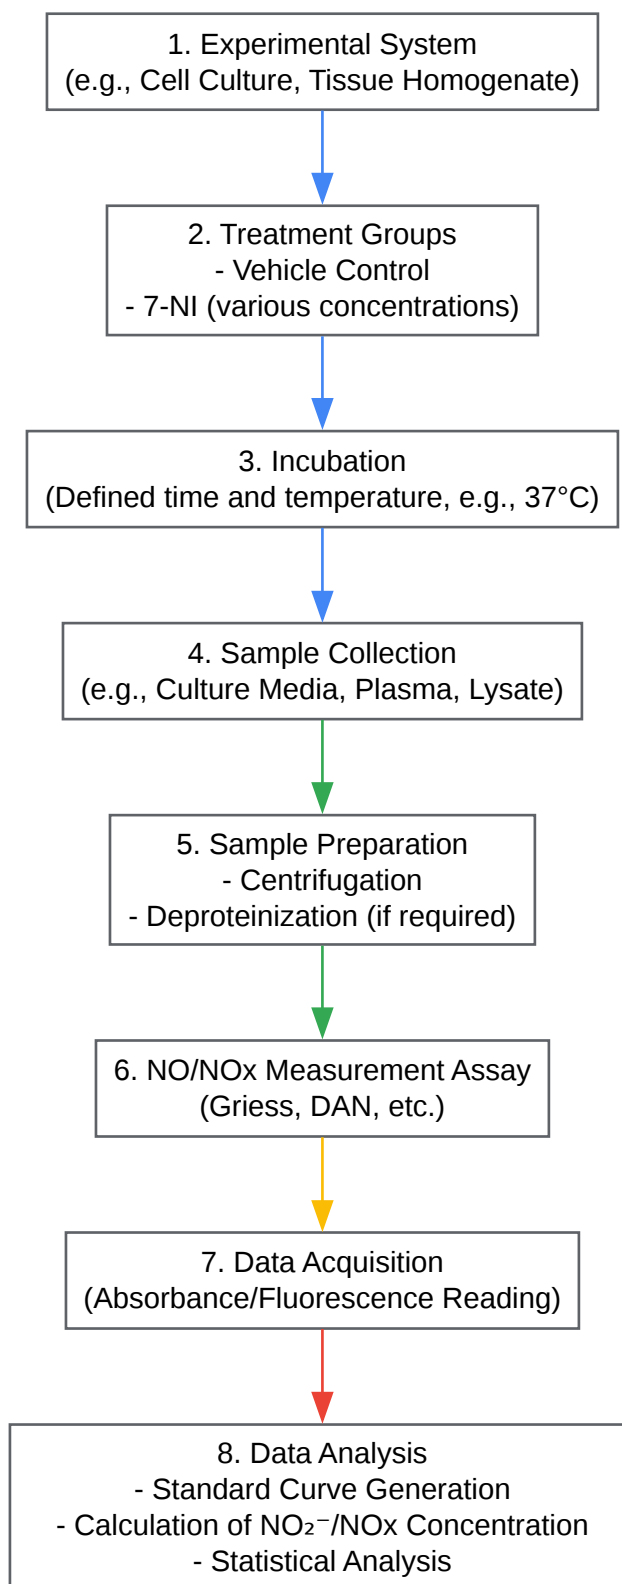 1. Experimental System
(e.g., Cell Culture, Tissue Homogenate)
2. Treatment Groups
- Vehicle Control
- 7-NI (various concentrations)
3. Incubation
(Defined time and temperature, e.g., 37°C)
4. Sample Collection
(e.g., Culture Media, Plasma, Lysate)
5. Sample Preparation
- Centrifugation
- Deproteinization (if required)
6. NO/NOx Measurement Assay
(Griess, DAN, etc.)
7. Data Acquisition
(Absorbance/Fluorescence Reading)
8. Data Analysis
- Standard Curve Generation
- Calculation of NO₂⁻/NOx Concentration
- Statistical Analysis